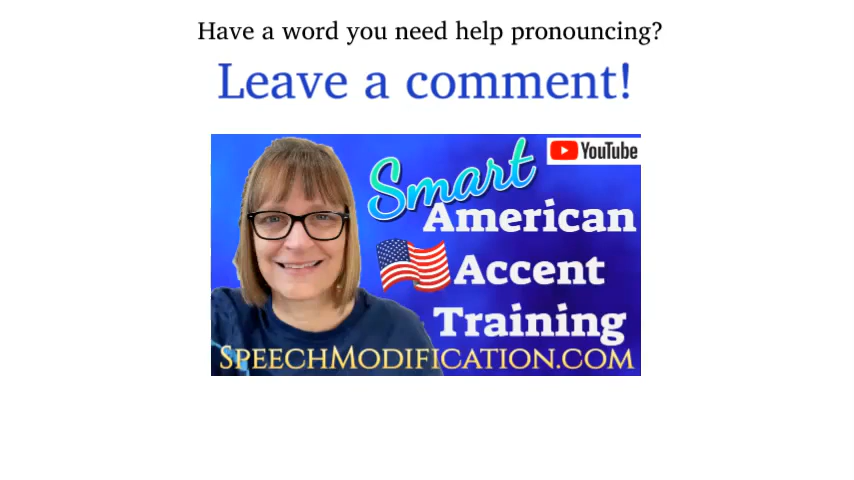 Have a word you need help pronouncing?
Leave a comment!
YouTube
Smart
American
Accent
Training
SPEECHMODIFICATION.COM